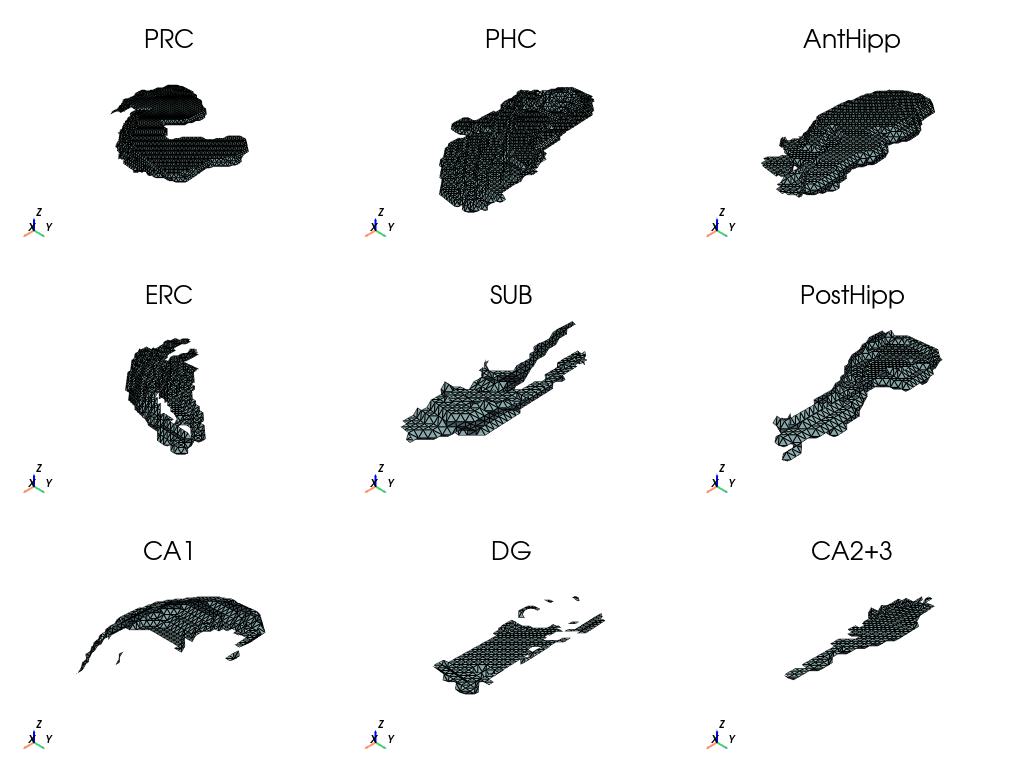 PRC PHC AntHipp
Z Z Z
X Y X Y X Y
ERC SUB PostHipp
Z Z Z
X Y X Y X Y
CA1 DG CA2+3
Z Z Z
X Y X Y X Y